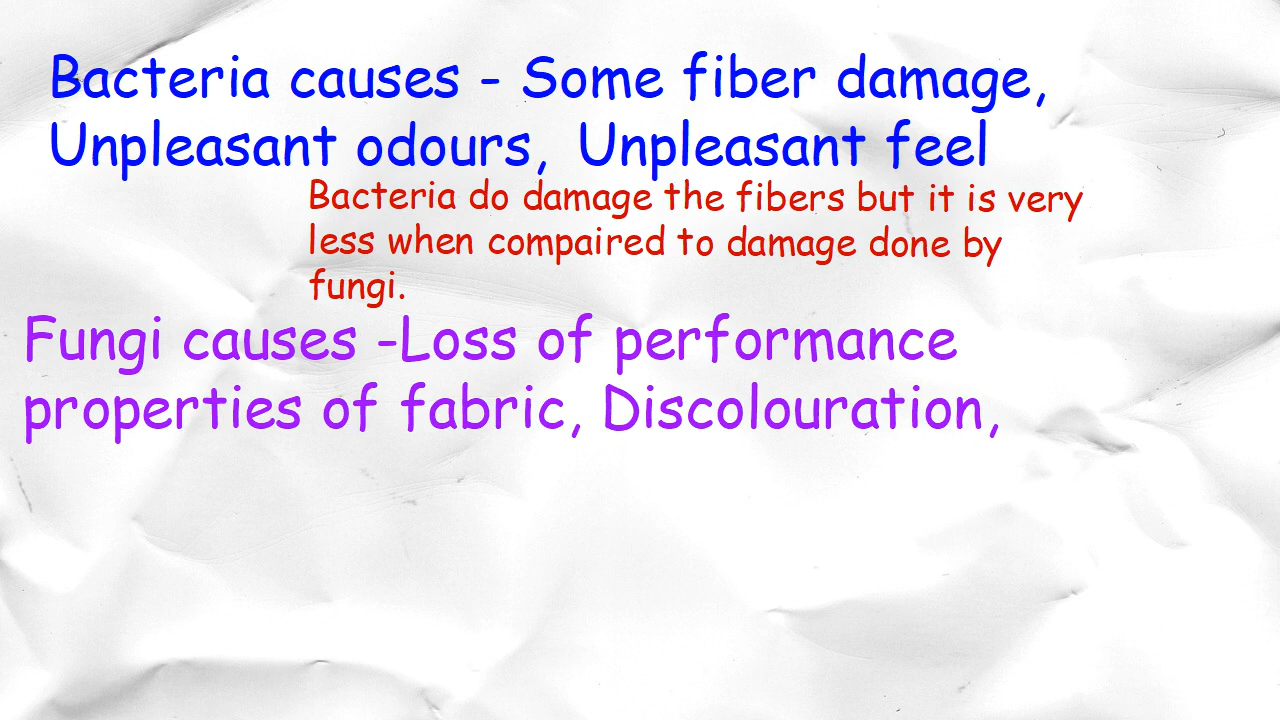 Bacteria causes - Some fiber damage,
Unpleasant odours, Unpleasant feel
Bacteria do damage the fibers but it is very
less when compaired to damage done by
fungi.
Fungi causes -Loss of performance
properties of fabric, Discolouration,